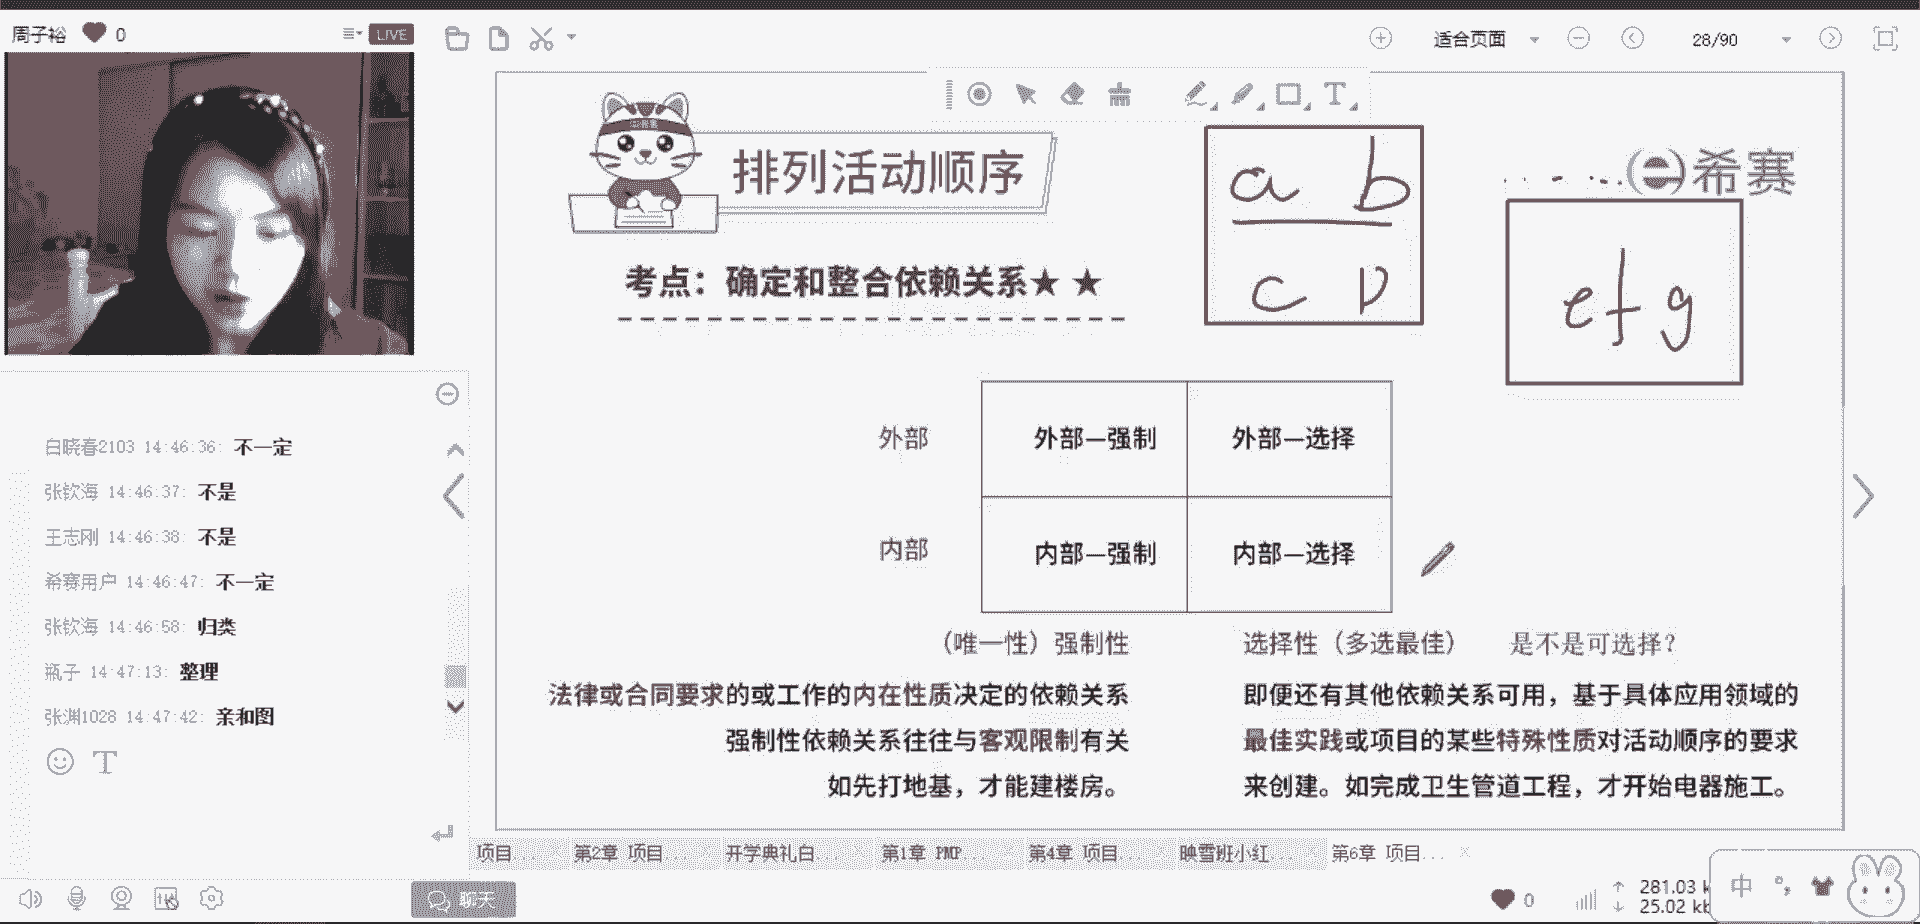 周子裕 0 LIVE
适合页面 28/90
排列活动顺序
希赛
a b
c D
e f g
考点：确定和整合依赖关系★ ★
外部 外部—强制 外部—选择
内部 内部—强制 内部—选择
（唯一性）强制性
法律或合同要求的或工作的内在性质决定的依赖关系
强制性依赖关系往往与客观限制有关
如先打地基，才能建楼房。
选择性（多选最佳） 是不是可选择？
即便还有其他依赖关系可用，基于具体应用领域的
最佳实践或项目的某些特殊性质对活动顺序的要求
来创建。如完成卫生管道工程，才开始电器施工。
白晓春2103 14:46:36: 不一定
张钦海 14:46:37: 不是
王志刚 14:46:38: 不是
希赛用户 14:46:47: 不一定
张钦海 14:46:58: 归类
瓶子 14:47:13: 整理
张渊1028 14:47:42: 亲和图
项目... 第2章 项目... 开学典礼白... 第1章 PMP... 第4章 项目... 映雪班小红... 第6章 项目...
聊天
0
281.03 k
25.02 kb
中